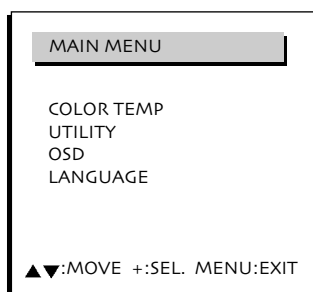 MAIN MENU
COLOR TEMP
UTILITY
OSD
LANGUAGE
▲▼:MOVE +:SEL. MENU:EXIT